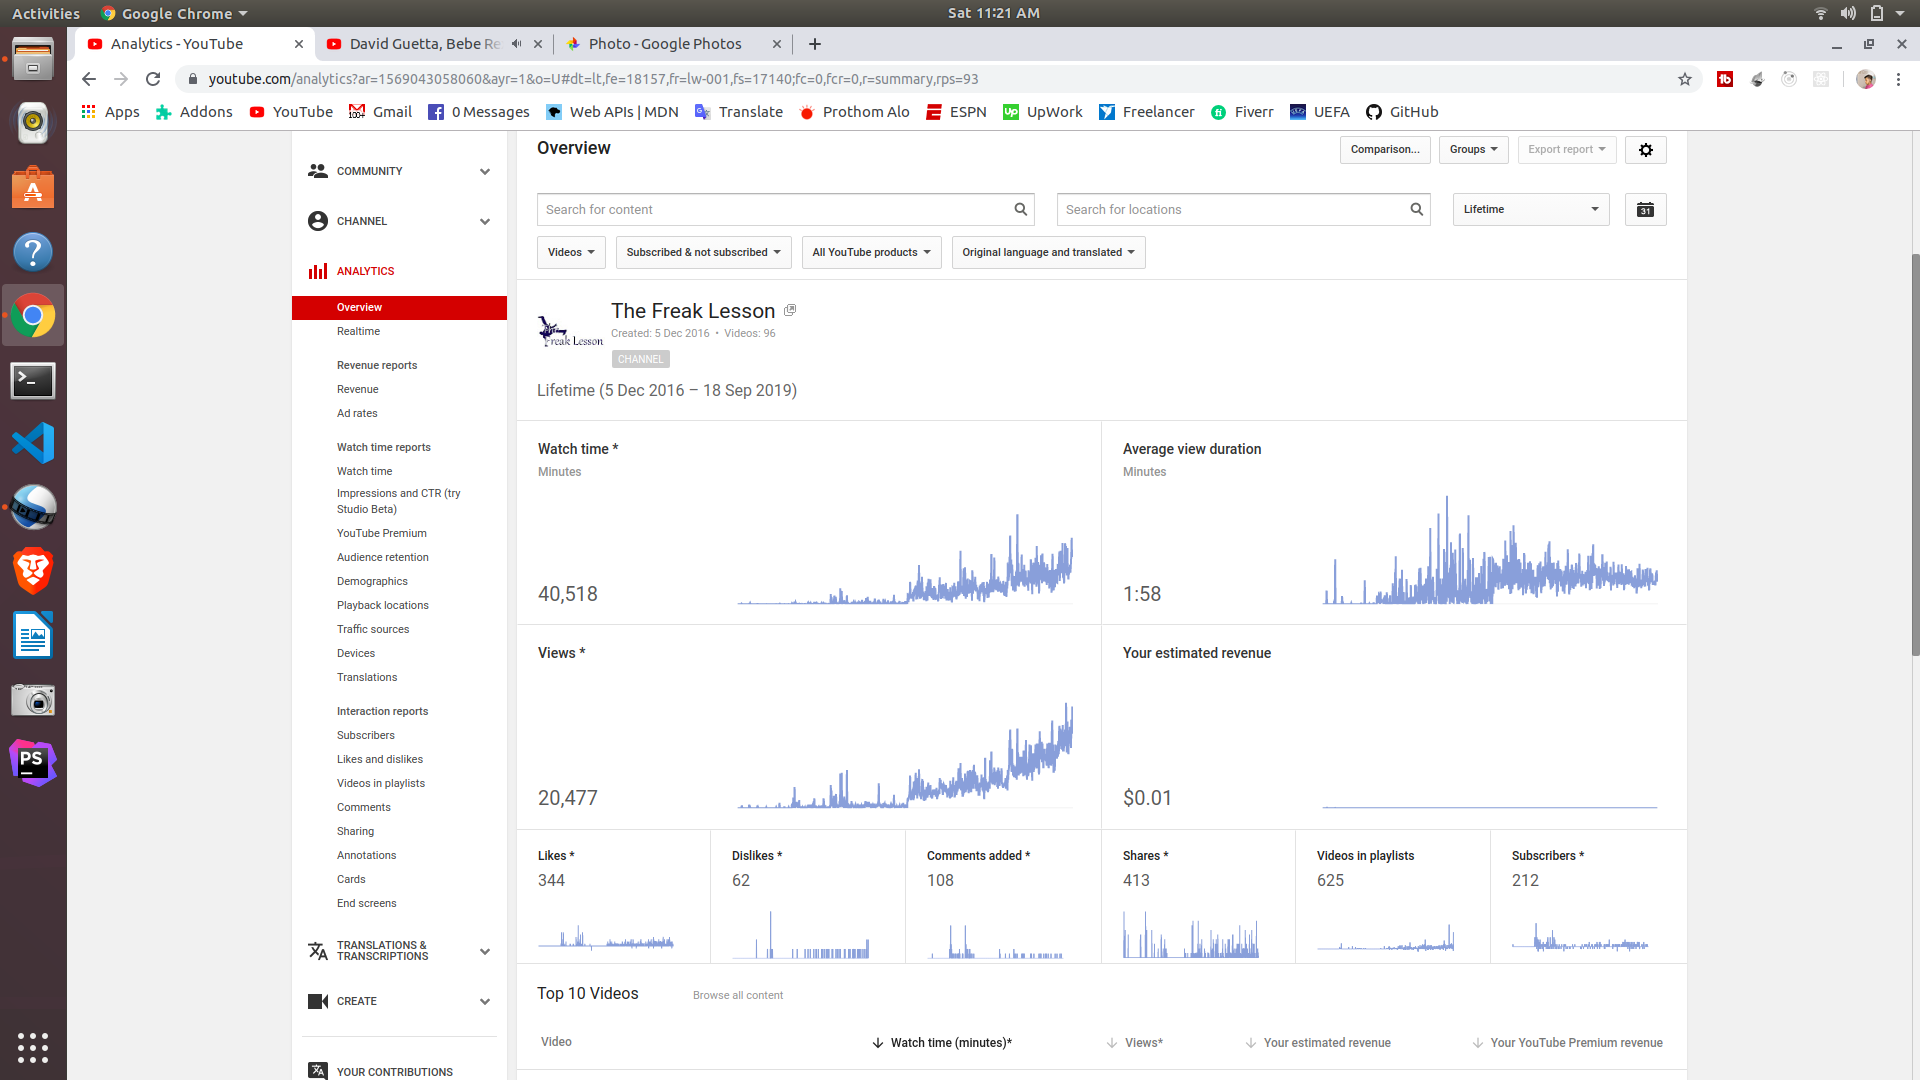 Activities
Google Chrome
Sat 11:21 AM
Analytics - YouTube
David Guetta, Bebe Re
Photo - Google Photos
youtube.com/analytics?ar=1569043058060&ayr=1&o=U#dt=lt,fe=18157,fr=lw-001,fs=17140;fc=0,fcr=0,r=summary,rps=93
Apps
Addons
YouTube
Gmail
0 Messages
Web APIs | MDN
Translate
Prothom Alo
ESPN
UpWork
Freelancer
Fiverr
UEFA
GitHub
COMMUNITY
CHANNEL
ANALYTICS
Overview
Realtime
Revenue reports
Revenue
Ad rates
Watch time reports
Watch time
Impressions and CTR (try
Studio Beta)
YouTube Premium
Audience retention
Demographics
Playback locations
Traffic sources
Devices
Translations
Interaction reports
Subscribers
Likes and dislikes
Videos in playlists
Comments
Sharing
Annotations
Cards
End screens
TRANSLATIONS &
TRANSCRIPTIONS
CREATE
YOUR CONTRIBUTIONS
Overview
Comparison...
Groups
Export report
Search for content
Search for locations
Lifetime
31
Videos
Subscribed & not subscribed
All YouTube products
Original language and translated
Freak Lesson
The Freak Lesson
Created: 5 Dec 2016 • Videos: 96
CHANNEL
Lifetime (5 Dec 2016 – 18 Sep 2019)
Watch time *
Minutes
40,518
Average view duration
Minutes
1:58
Views *
20,477
Your estimated revenue
$0.01
Likes *
344
Dislikes *
62
Comments added *
108
Shares *
413
Videos in playlists
625
Subscribers *
212
Top 10 Videos
Browse all content
Video
Watch time (minutes)*
Views*
Your estimated revenue
Your YouTube Premium revenue
PS